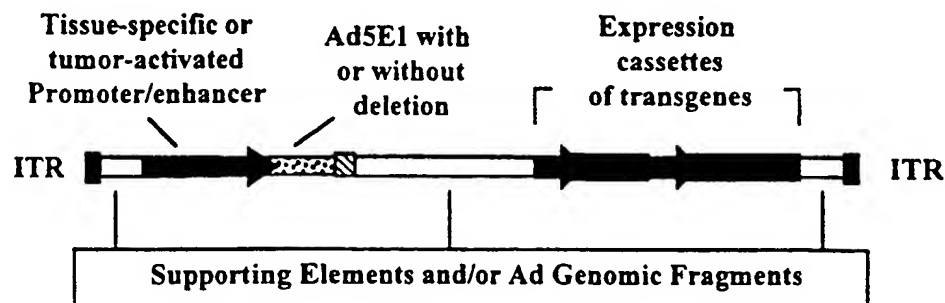 Tissue-specific or
tumor-activated
Promoter/enhancer
Ad5E1 with
or without
deletion
Expression
cassettes
of transgenes
ITR
ITR
Supporting Elements and/or Ad Genomic Fragments